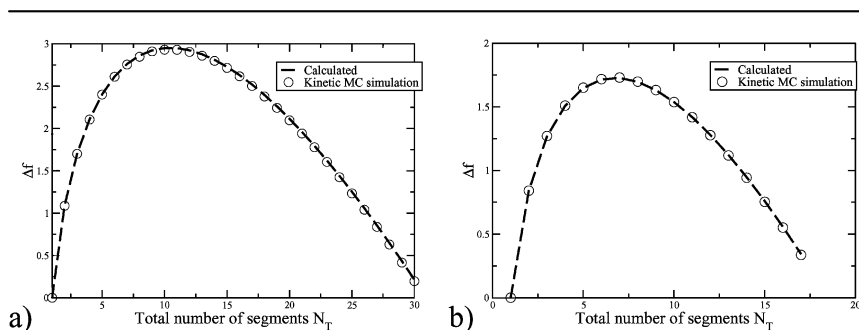 3
2.5
2
Δf
1.5
1
0.5
0
5
10
15
20
25
30
Total number of segments N_T
Calculated
Kinetic MC simulation
a)
2
1.5
Δf
1
0.5
0
0
5
10
15
20
Total number of segments N_T
Calculated
Kinetic MC simulation
b)